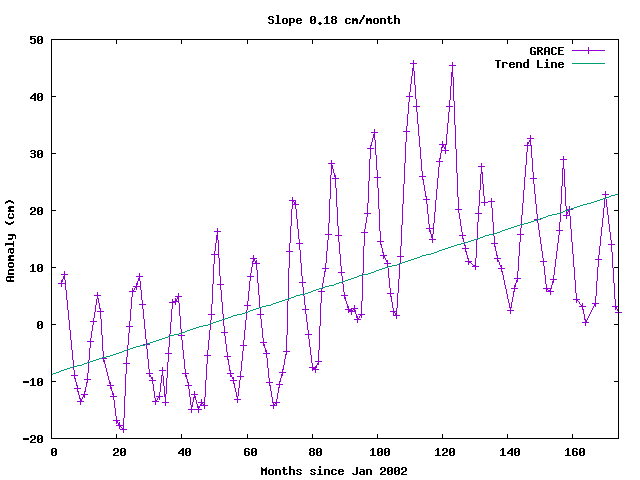 Slope 0.18 cm/month
GRACE
Trend Line
50
40
30
20
10
0
-10
-20
Anomaly (cm)
0 20 40 60 80 100 120 140 160
Months since Jan 2002